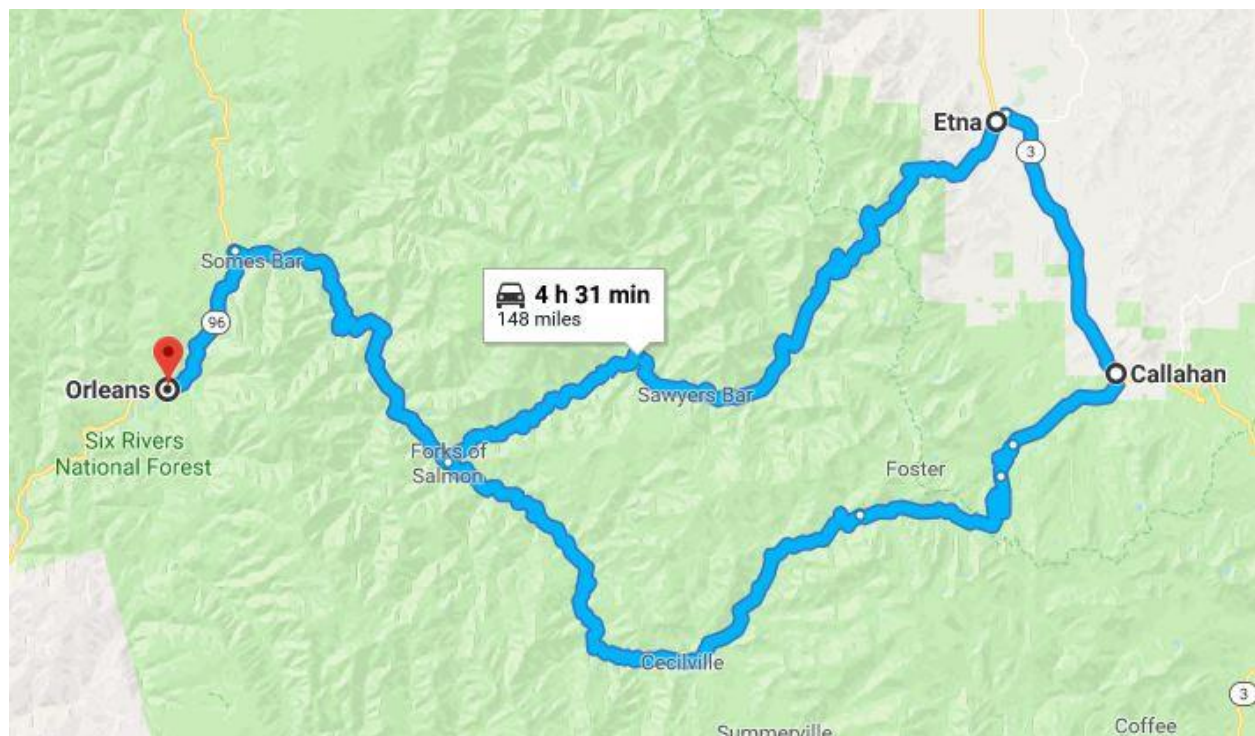 Etna
3
Somes Bar
4 h 31 min
148 miles
96
Orleans
Callahan
Sawyers Bar
Six Rivers
National Forest
Forks of
Salmon
Foster
Cecilville
3
Summerville
Coffee